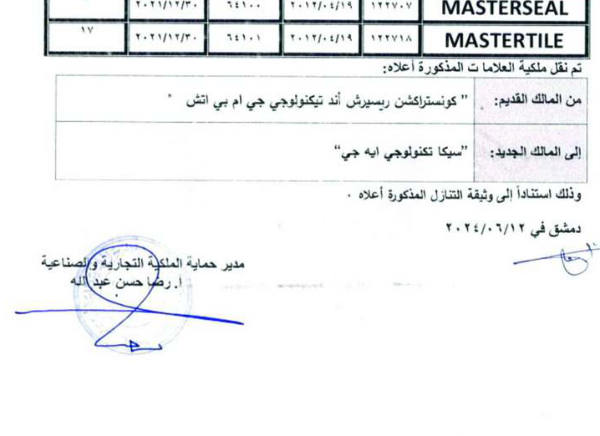 ٢٠٢١/١٢/٣٠ ٦٤١٠٠ ٢٠١٢/٠٤/١٩ ١٢٢٧٠٧ MASTERSEAL
١٧ ٢٠٢١/١٢/٣٠ ٦٤١٠١ ٢٠١٢/٠٤/١٩ ١٢٢٧١٨ MASTERTILE
تم نقل ملكية العلامات المذكورة أعلاه:
من المالك القديم: " كونستراكشن ريسيرش أند تيكنولوجي جي ام بي اتش "
إلى المالك الجديد: "سيكا تكنولوجي ايه جي"
وذلك استناداً إلى وثيقة التنازل المذكورة أعلاه ٠
دمشق في ٢٠٢٤/٠٦/١٢
مدير حماية الملكية التجارية والصناعية
أ. رضا حسن عبد الله